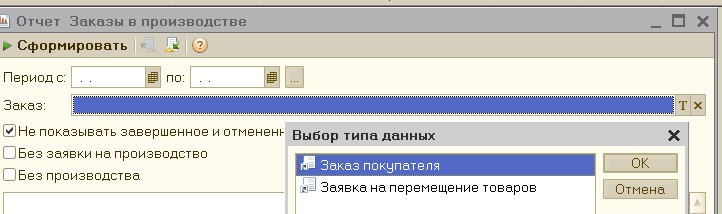 Отчет Заказы в производстве
Сформировать
Период с: . . по: . . ...
Заказ: T
Не показывать завершенное и отмененн
Без заявки на производство
Без производства
Выбор типа данных
Заказ покупателя
Заявка на перемещение товаров
OK
Отмена